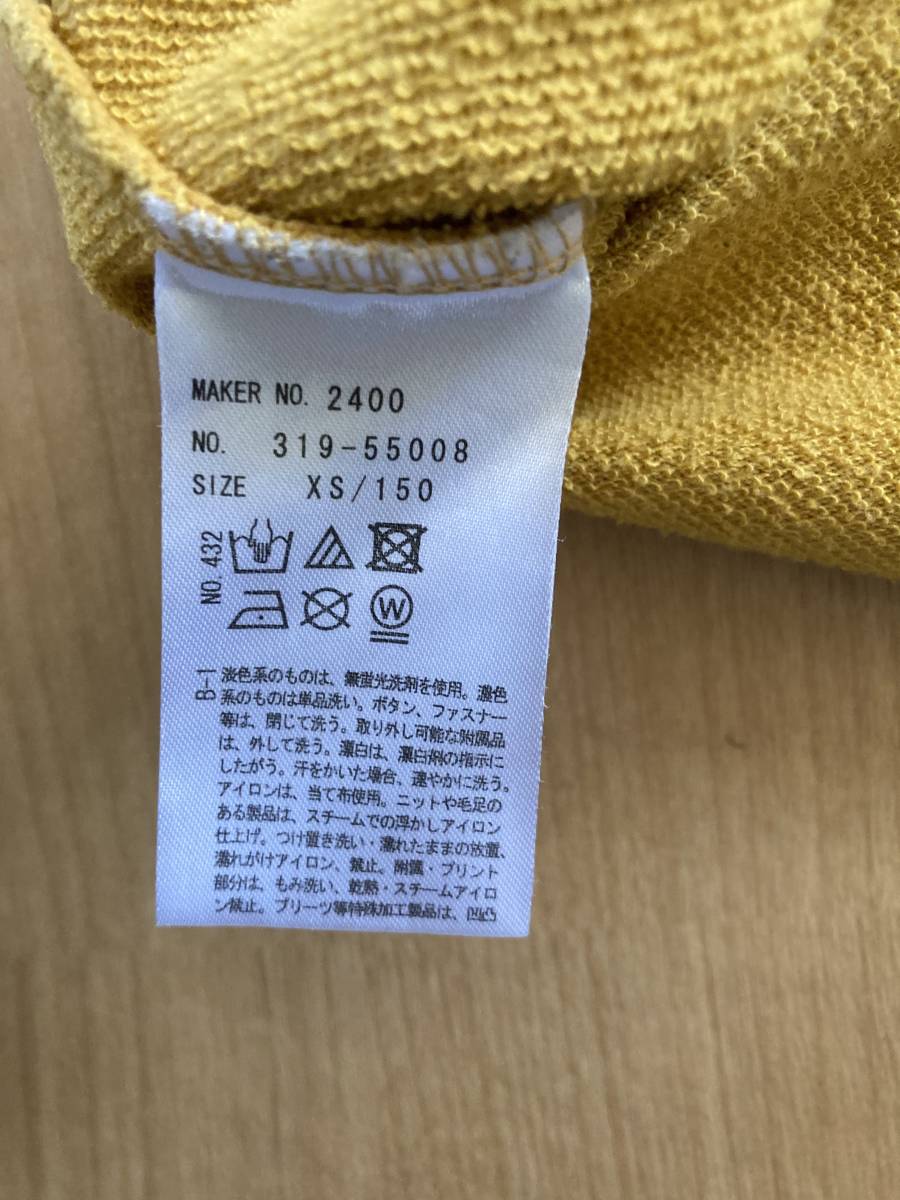 MAKER NO. 2400
NO. 319-55008
SIZE XS/150
NO. 432
W
B-1
淡色系のものは、無蛍光洗剤を使用。濃色
系のものは単品洗い。ボタン、ファスナー
等は、閉じて洗う。取り外し可能な附属品
は、外して洗う。漂白は、漂白剤の指示に
したがう。汗をかいた場合、速やかに洗う。
アイロンは、当て布使用。ニットや毛足の
ある製品は、スチームでの浮かしアイロン
仕上げ。つけ置き洗い・濡れたままの放置、
濡れがけアイロン、禁止。附属・プリント
部分は、もみ洗い、乾熱・スチームアイロ
ン禁止。プリーツ等特殊加工製品は、凹凸